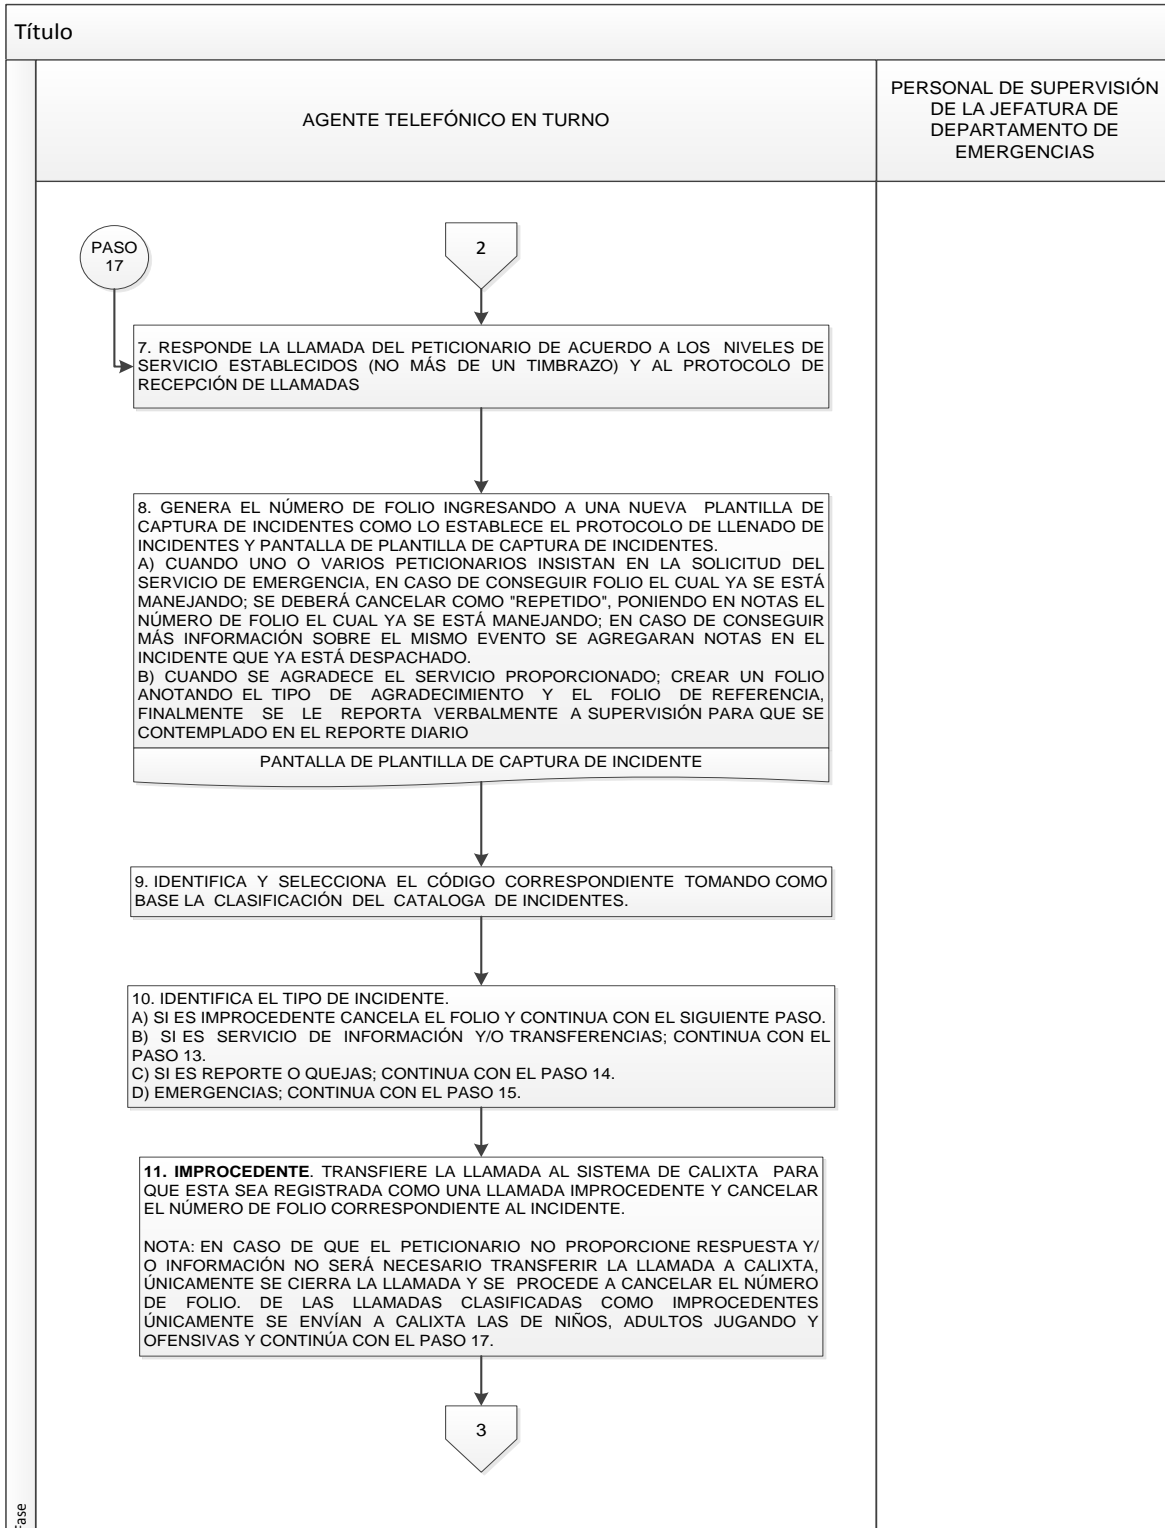 Título
AGENTE TELEFÓNICO EN TURNO
PERSONAL DE SUPERVISIÓN
DE LA JEFATURA DE
DEPARTAMENTO DE
EMERGENCIAS
PASO
17
2
7. RESPONDE LA LLAMADA DEL PETICIONARIO DE ACUERDO A LOS NIVELES DE
SERVICIO ESTABLECIDOS (NO MÁS DE UN TIMBRAZO) Y AL PROTOCOLO DE
RECEPCIÓN DE LLAMADAS
8. GENERA EL NÚMERO DE FOLIO INGRESANDO A UNA NUEVA PLANTILLA DE
CAPTURA DE INCIDENTES COMO LO ESTABLECE EL PROTOCOLO DE LLENADO DE
INCIDENTES Y PANTALLA DE PLANTILLA DE CAPTURA DE INCIDENTES.
A) CUANDO UNO O VARIOS PETICIONARIOS INSISTAN EN LA SOLICITUD DEL
SERVICIO DE EMERGENCIA, EN CASO DE CONSEGUIR FOLIO EL CUAL YA SE ESTÁ
MANEJANDO; SE DEBERÁ CANCELAR COMO "REPETIDO", PONIENDO EN NOTAS EL
NÚMERO DE FOLIO EL CUAL YA SE ESTÁ MANEJANDO; EN CASO DE CONSEGUIR
MÁS INFORMACIÓN SOBRE EL MISMO EVENTO SE AGREGARAN NOTAS EN EL
INCIDENTE QUE YA ESTÁ DESPACHADO.
B) CUANDO SE AGRADECE EL SERVICIO PROPORCIONADO; CREAR UN FOLIO
ANOTANDO EL TIPO DE AGRADECIMIENTO Y EL FOLIO DE REFERENCIA,
FINALMENTE SE LE REPORTA VERBALMENTE A SUPERVISIÓN PARA QUE SE
CONTEMPLADO EN EL REPORTE DIARIO
PANTALLA DE PLANTILLA DE CAPTURA DE INCIDENTE
9. IDENTIFICA Y SELECCIONA EL CÓDIGO CORRESPONDIENTE TOMANDO COMO
BASE LA CLASIFICACIÓN DEL CATALOGA DE INCIDENTES.
10. IDENTIFICA EL TIPO DE INCIDENTE.
A) SI ES IMPROCEDENTE CANCELA EL FOLIO Y CONTINUA CON EL SIGUIENTE PASO.
B) SI ES SERVICIO DE INFORMACIÓN Y/O TRANSFERENCIAS; CONTINUA CON EL
PASO 13.
C) SI ES REPORTE O QUEJAS; CONTINUA CON EL PASO 14.
D) EMERGENCIAS; CONTINUA CON EL PASO 15.
11. IMPROCEDENTE. TRANSFIERE LA LLAMADA AL SISTEMA DE CALIXTA PARA
QUE ESTA SEA REGISTRADA COMO UNA LLAMADA IMPROCEDENTE Y CANCELAR
EL NÚMERO DE FOLIO CORRESPONDIENTE AL INCIDENTE.
NOTA: EN CASO DE QUE EL PETICIONARIO NO PROPORCIONE RESPUESTA Y/
O INFORMACIÓN NO SERÁ NECESARIO TRANSFERIR LA LLAMADA A CALIXTA,
ÚNICAMENTE SE CIERRA LA LLAMADA Y SE PROCEDE A CANCELAR EL NÚMERO
DE FOLIO. DE LAS LLAMADAS CLASIFICADAS COMO IMPROCEDENTES
ÚNICAMENTE SE ENVÍAN A CALIXTA LAS DE NIÑOS, ADULTOS JUGANDO Y
OFENSIVAS Y CONTINÚA CON EL PASO 17.
3
Fase